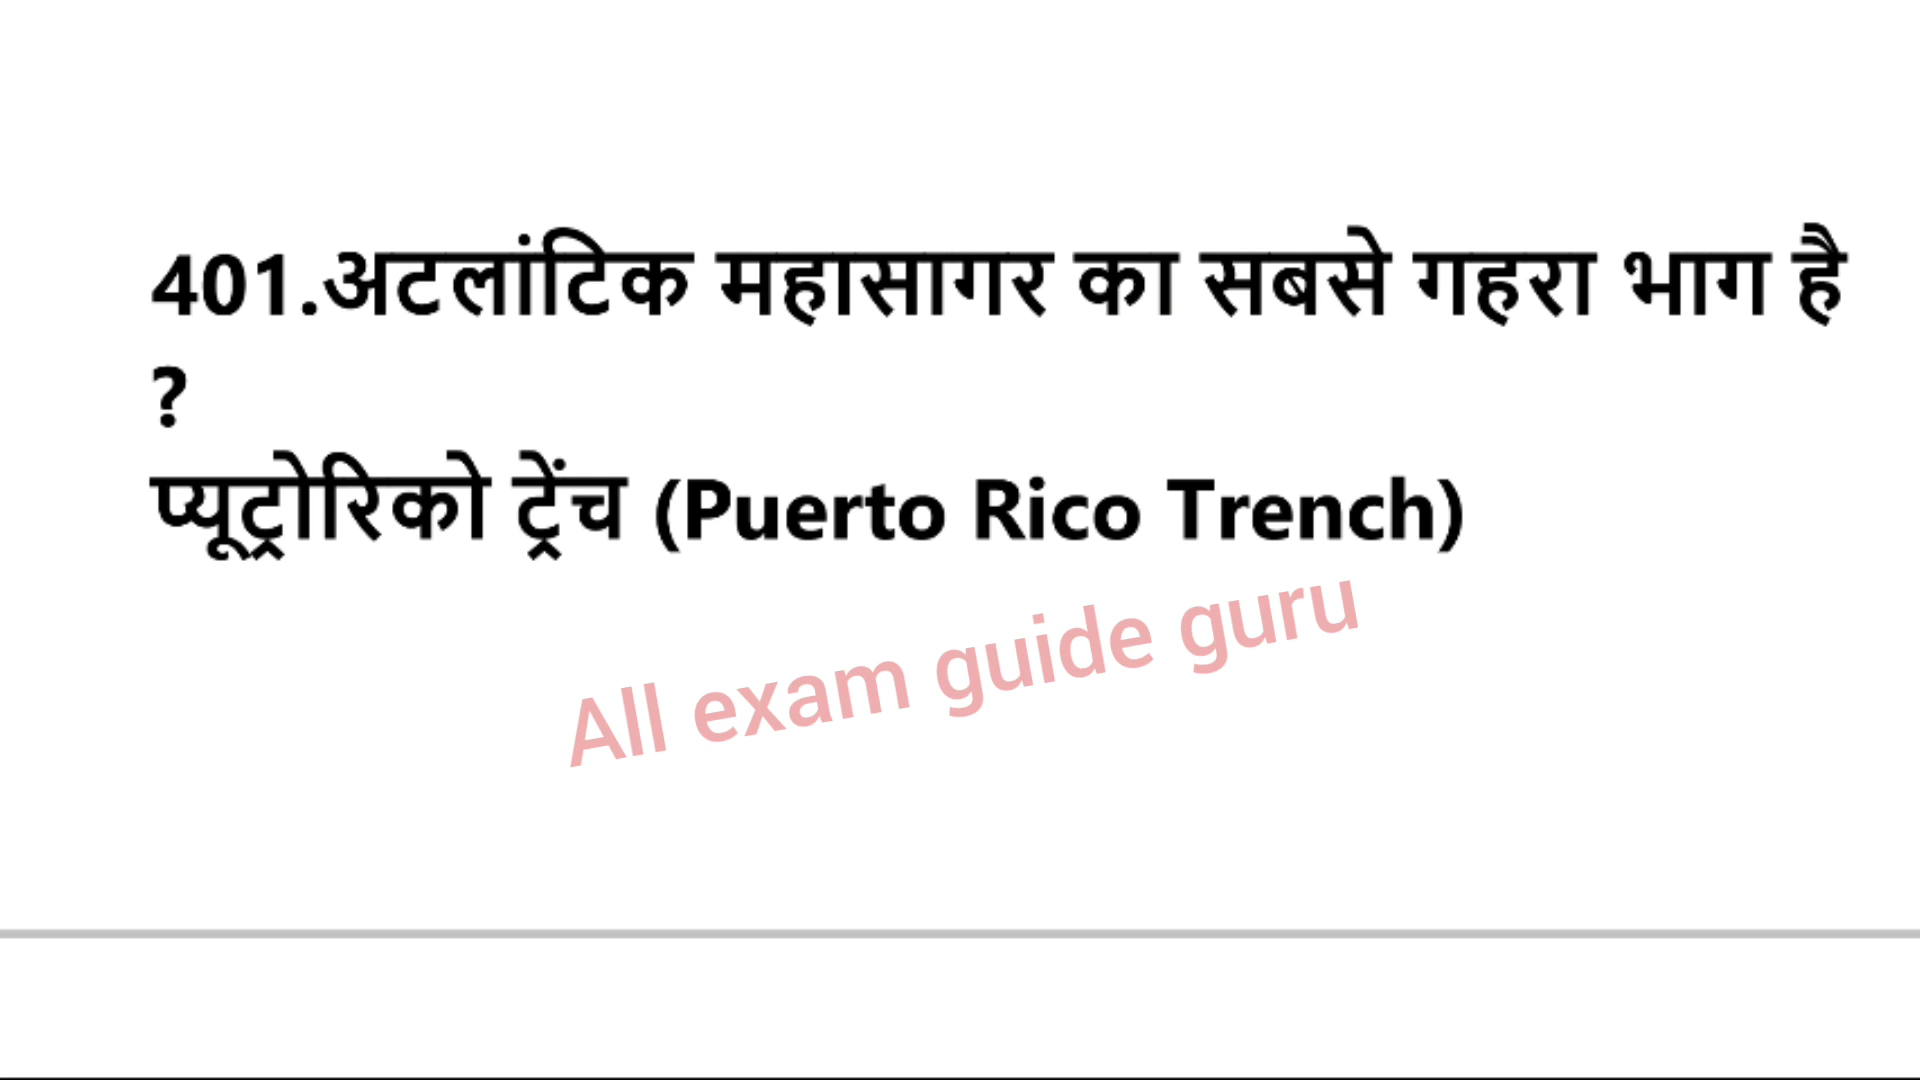 401.अटलांटिक महासागर का सबसे गहरा भाग है
?
प्यूट्रोरिको ट्रेंच (Puerto Rico Trench)
All exam guide guru